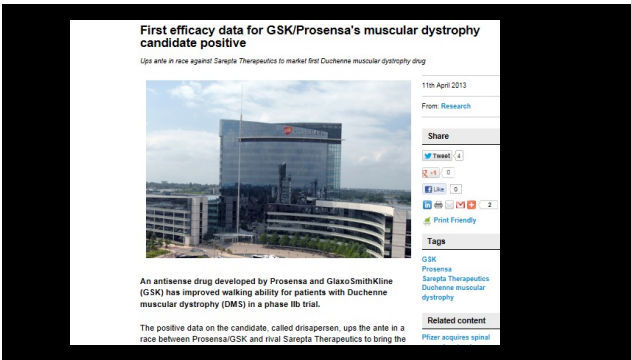 First efficacy data for GSK/Prosensa's muscular dystrophy
candidate positive
Ups ante in race against Sarepta Therapeutics to market first Duchenne muscular dystrophy drug
11th April 2013
From: Research
Share
Tweet 4
+1 0
Like 0
2
Print Friendly
Tags
GSK
Prosensa
Sarepta Therapeutics
Duchenne muscular
dystrophy
An antisense drug developed by Prosensa and GlaxoSmithKline
(GSK) has improved walking ability for patients with Duchenne
muscular dystrophy (DMS) in a phase IIb trial.
Related content
The positive data on the candidate, called drisapersen, ups the ante in a
race between Prosensa/GSK and rival Sarepta Therapeutics to bring the
Pfizer acquires spinal